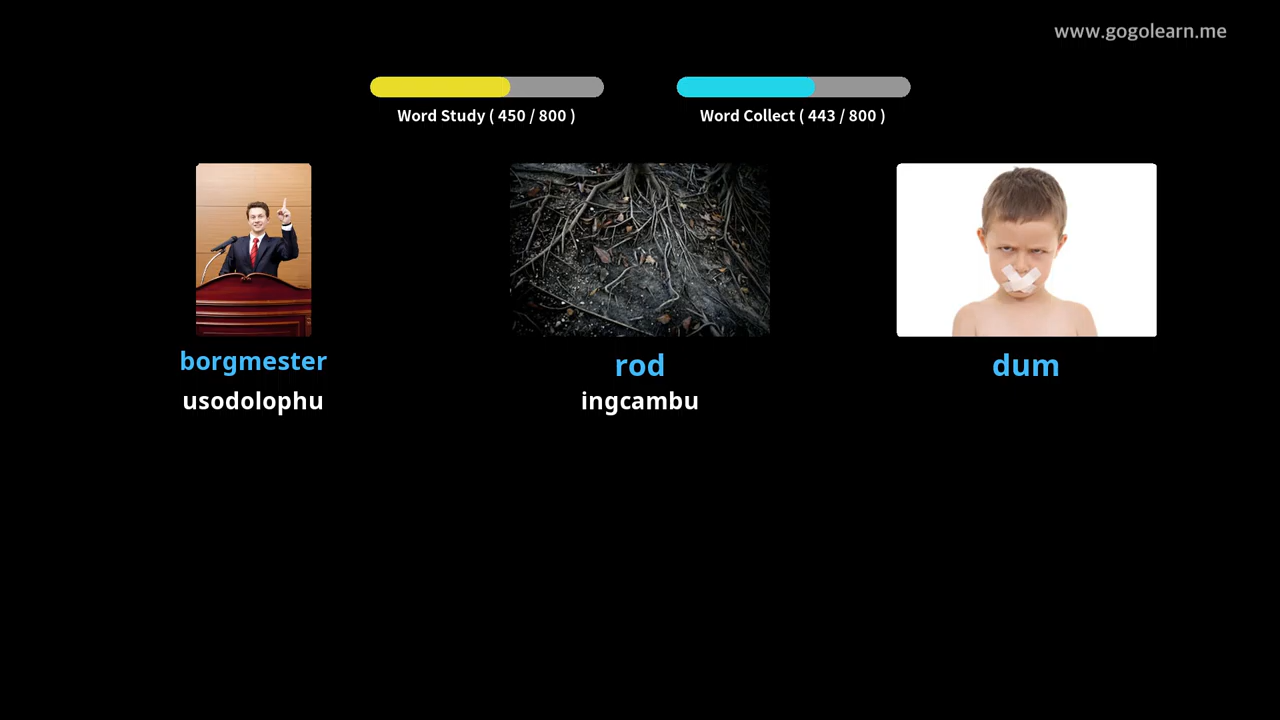 www.gogolearn.me
Word Study ( 450 / 800 )
Word Collect ( 443 / 800 )
borgmester
rod
dum
usodolophu
ingcambu